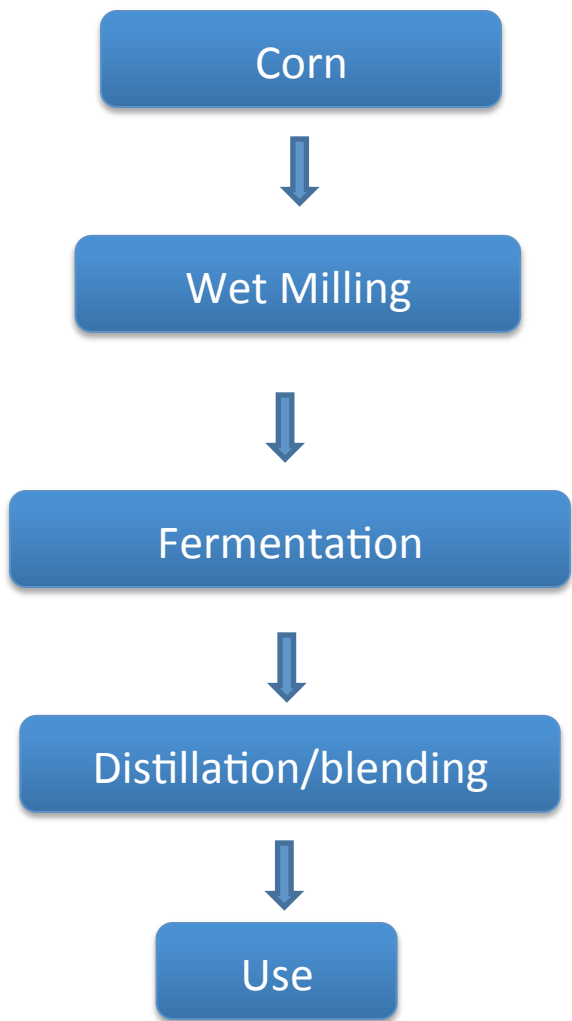 Corn
Wet Milling
Fermentation
Distillation/blending
Use